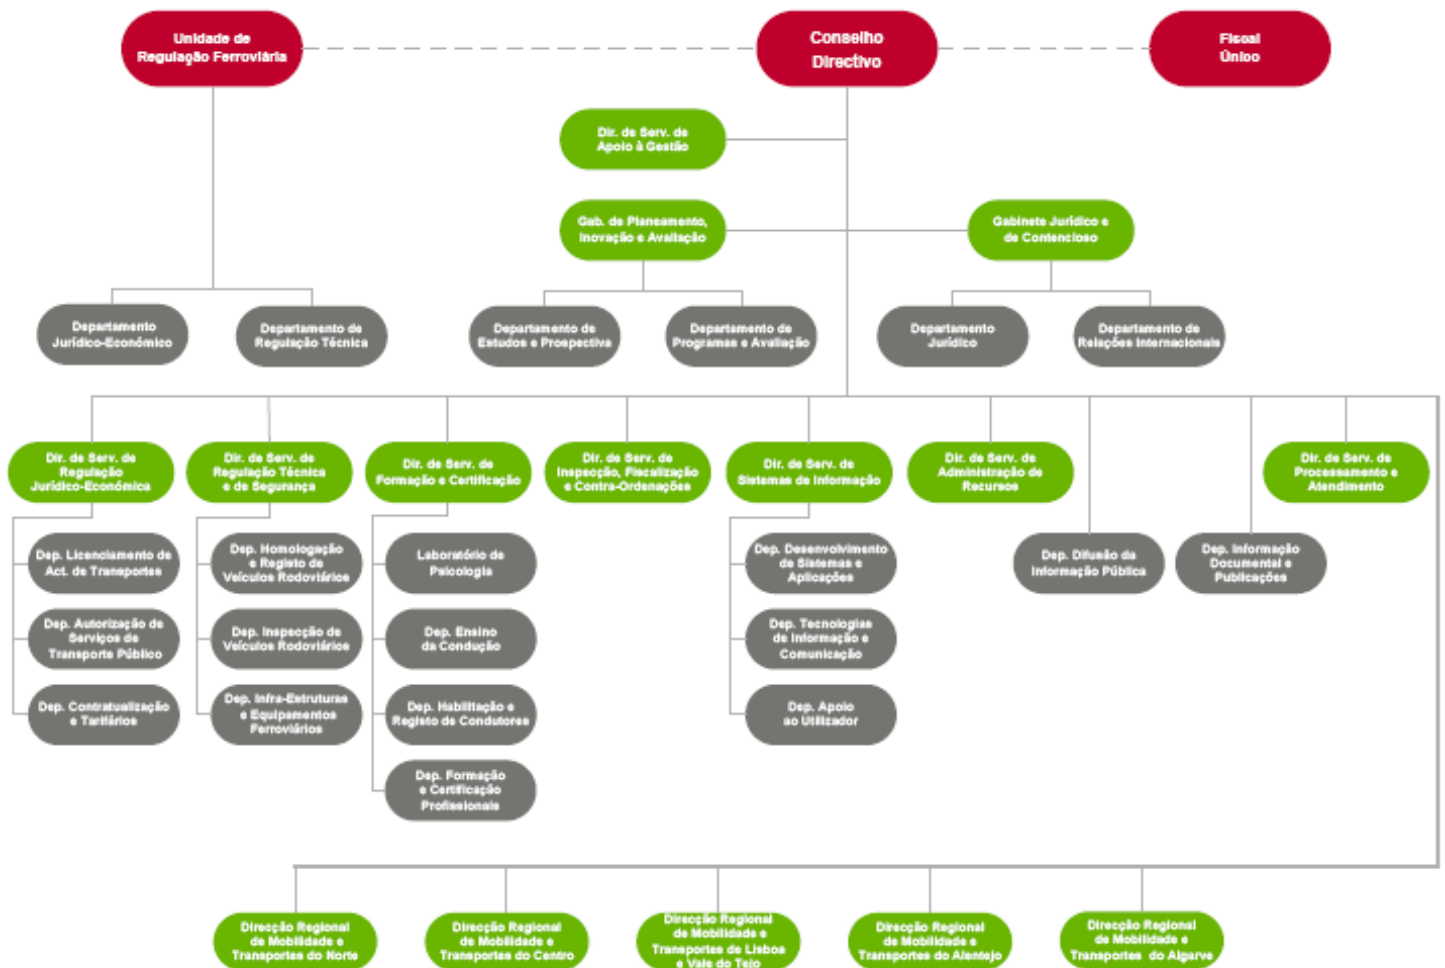 Unidade de
Regulação Ferroviária
Conselho
Directivo
Fiscal
Único
Dir. de Serv. de
Apoio à Gestão
Gab. de Planeamento,
Inovação e Avaliação
Gabinete Jurídico e
de Contencioso
Departamento
Jurídico-Económico
Departamento de
Regulação Técnica
Departamento de
Estudos e Prospectiva
Departamento de
Programas e Avaliação
Departamento
Jurídico
Departamento de
Relações Internacionais
Dir. de Serv. de
Regulação
Jurídico-Económica
Dir. de Serv. de
Regulação Técnica
e de Segurança
Dir. de Serv. de
Formação e Certificação
Dir. de Serv. de
Inspecção, Fiscalização
e Contra-Ordenações
Dir. de Serv. de
Sistemas de Informação
Dir. de Serv. de
Administração de
Recursos
Dir. de Serv. de
Processamento e
Atendimento
Dep. Licenciamento de
Act. de Transportes
Dep. Homologação
e Registo de
Veículos Rodoviários
Laboratório de
Psicologia
Dep. Desenvolvimento
de Sistemas e
Aplicações
Dep. Difusão da
Informação Pública
Dep. Informação
Documental e
Publicações
Dep. Autorização de
Serviços de
Transporte Público
Dep. Inspecção de
Veículos Rodoviários
Dep. Ensino
da Condução
Dep. Tecnologias
de Informação e
Comunicação
Dep. Contratualização
e Tarifários
Dep. Infra-Estruturas
e Equipamentos
Ferroviários
Dep. Habilitação e
Registo de Condutores
Dep. Apoio
ao Utilizador
Dep. Formação
e Certificação
Profissionais
Direcção Regional
de Mobilidade e
Transportes do Norte
Direcção Regional
de Mobilidade e
Transportes do Centro
Direcção Regional
de Mobilidade e
Transportes de Lisboa
e Vale do Tejo
Direcção Regional
de Mobilidade e
Transportes do Alentejo
Direcção Regional
de Mobilidade e
Transportes do Algarve